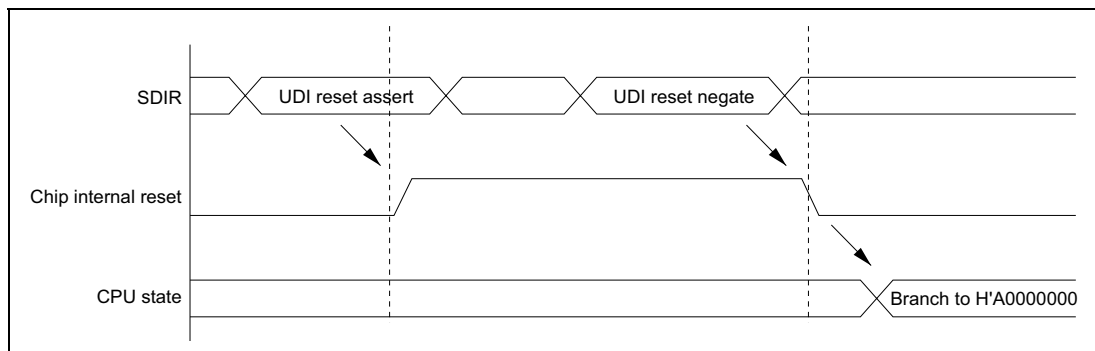 SDIR
UDI reset assert
UDI reset negate
Chip internal reset
CPU state
Branch to H'A0000000